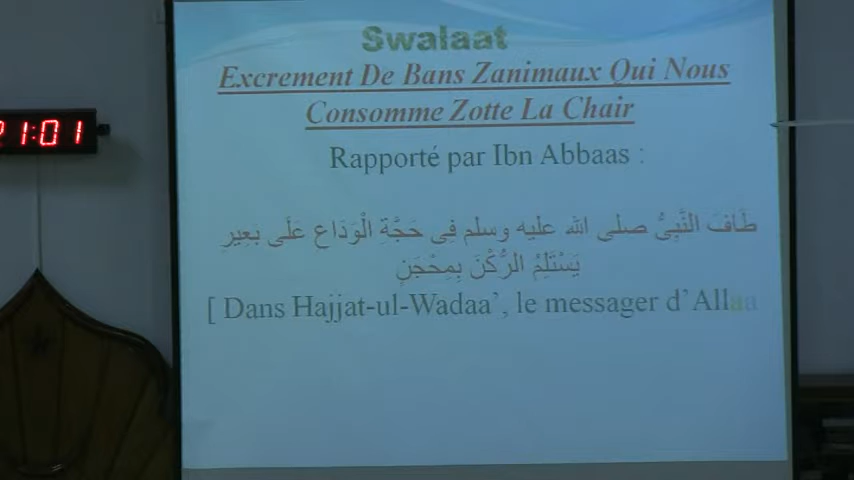 Swalaat
Excrement De Bans Zanimaux Qui Nous
Consomme Zotte La Chair
21:01
Rapporté par Ibn Abbaas :
طَافَ النَّبِىُّ صلى الله عليه وسلم فِى حَجَّةِ الْوَدَاعِ عَلَى بَعِيرٍ
يَسْتَلِمُ الرُّكْنَ بِمِحْجَنٍ
[ Dans Hajjat-ul-Wadaa’, le messager d’Allaa